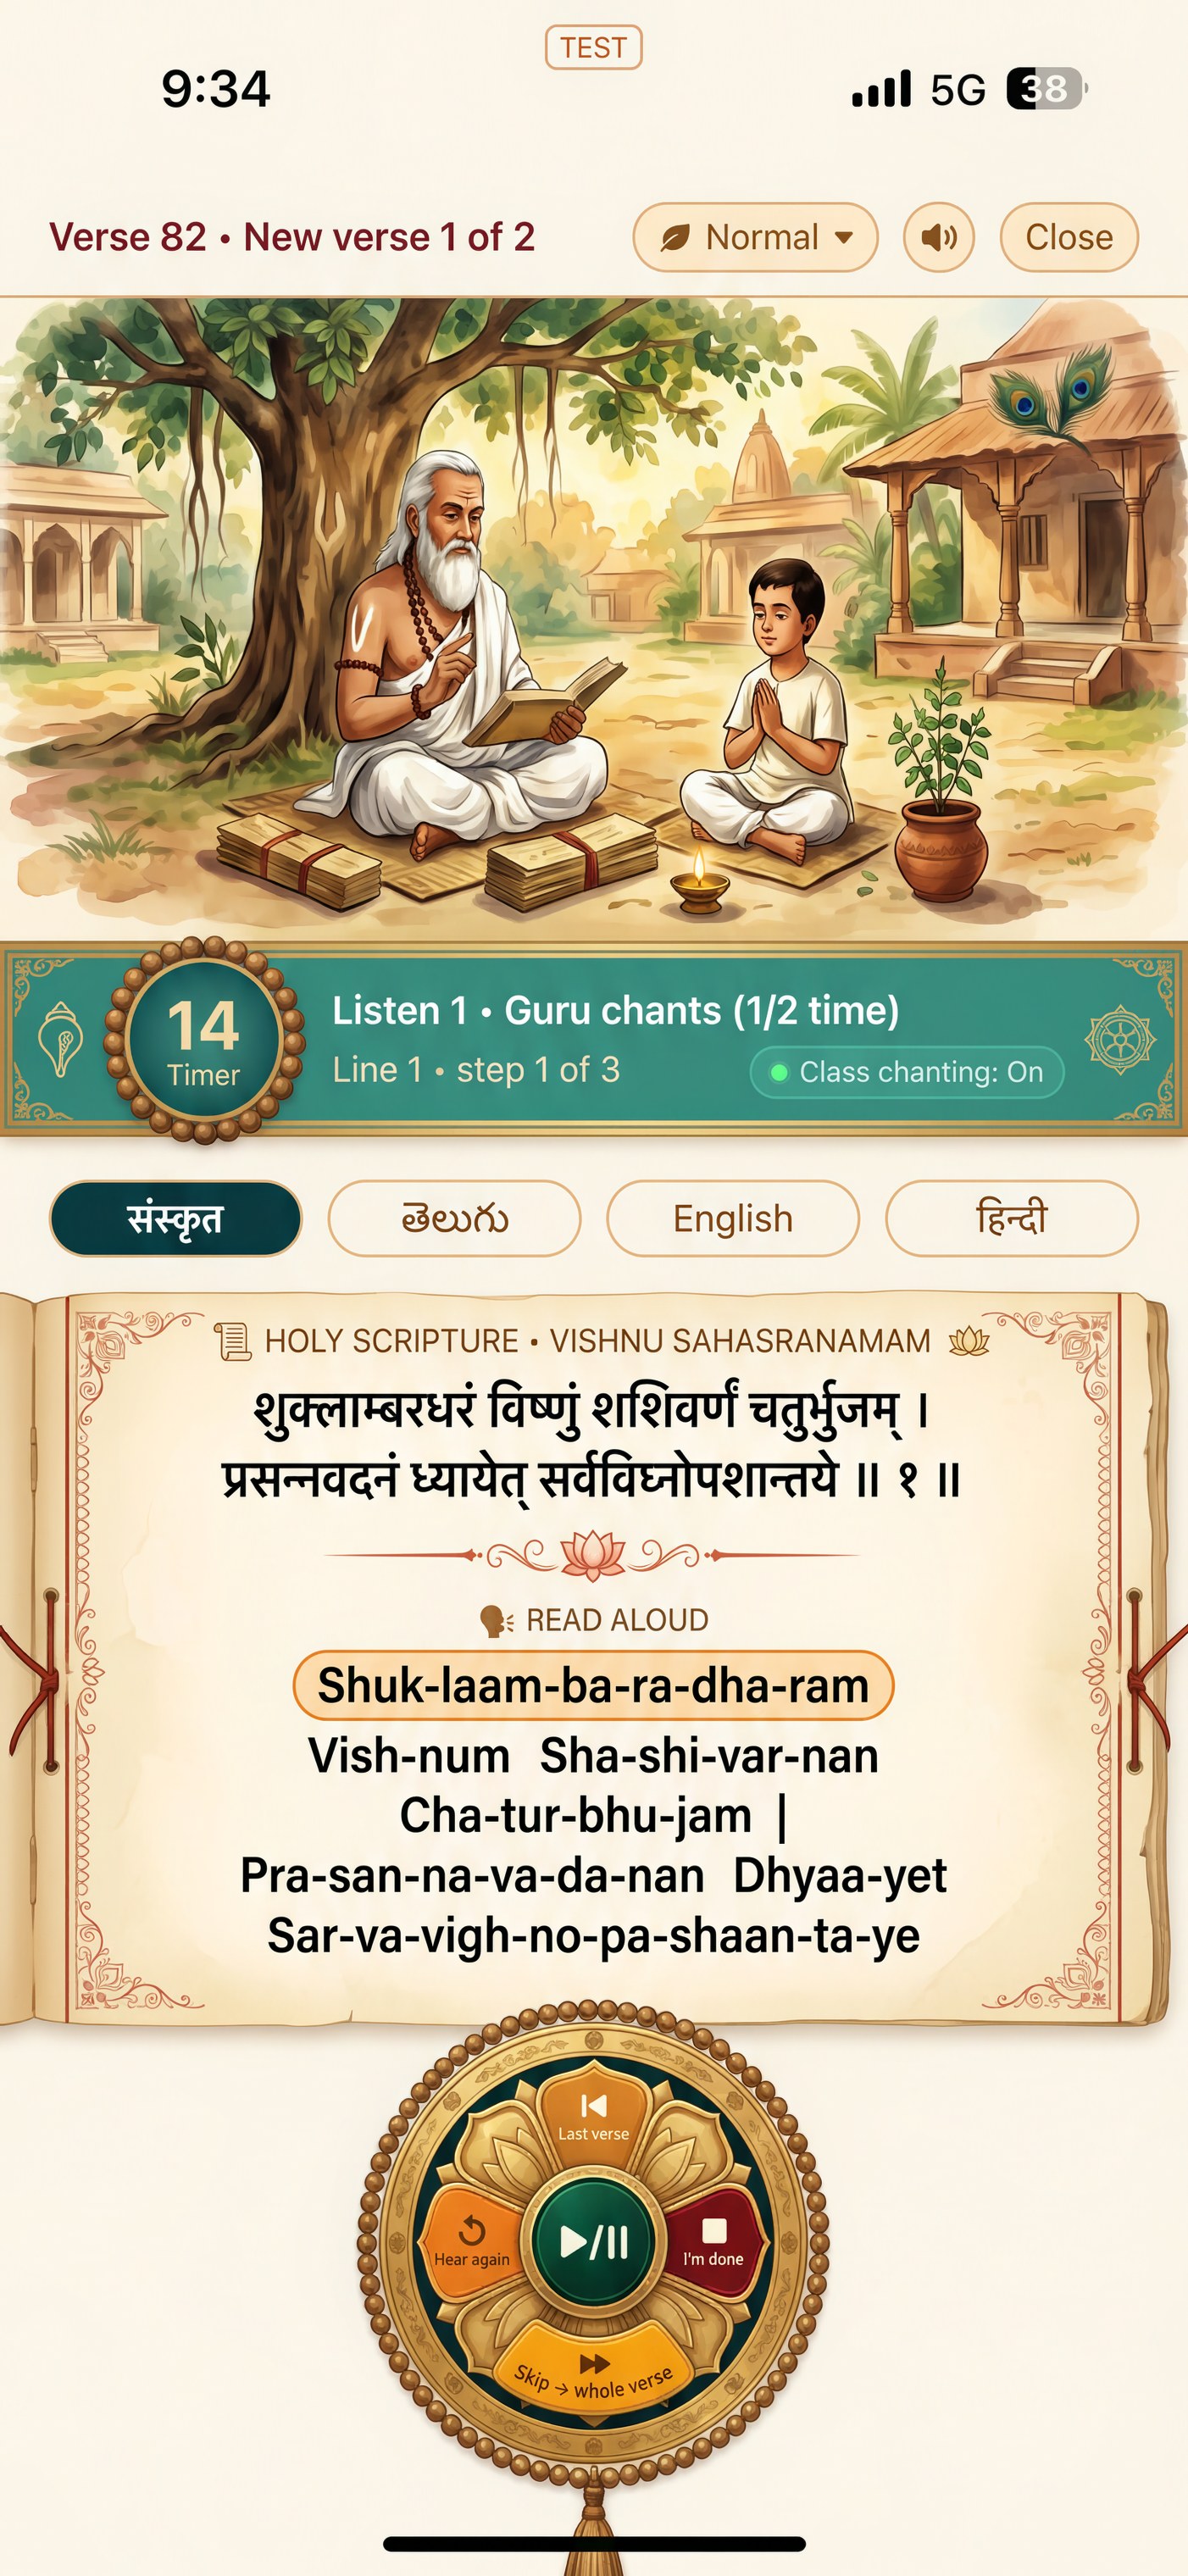 TEST
9:34 5G 38
Verse 82 • New verse 1 of 2 Normal Close
14
Timer
Listen 1 • Guru chants (1/2 time)
Line 1 • step 1 of 3 Class chanting: On
संस्कृत తెలుగు English हिन्दी
HOLY SCRIPTURE • VISHNU SAHASRANAMAM
शुक्लाम्बरधरं विष्णुं शशिवर्णं चतुर्भुजम् ।
प्रसन्नवदनं ध्यायेत् सर्वविघ्नोपशान्तये ॥ १ ॥
READ ALOUD
Shuk-laam-ba-ra-dha-ram
Vish-num Sha-shi-var-nan
Cha-tur-bhu-jam |
Pra-san-na-va-da-nan Dhyaa-yet
Sar-va-vigh-no-pa-shaan-ta-ye
Last verse
Hear again I'm done
Skip → whole verse